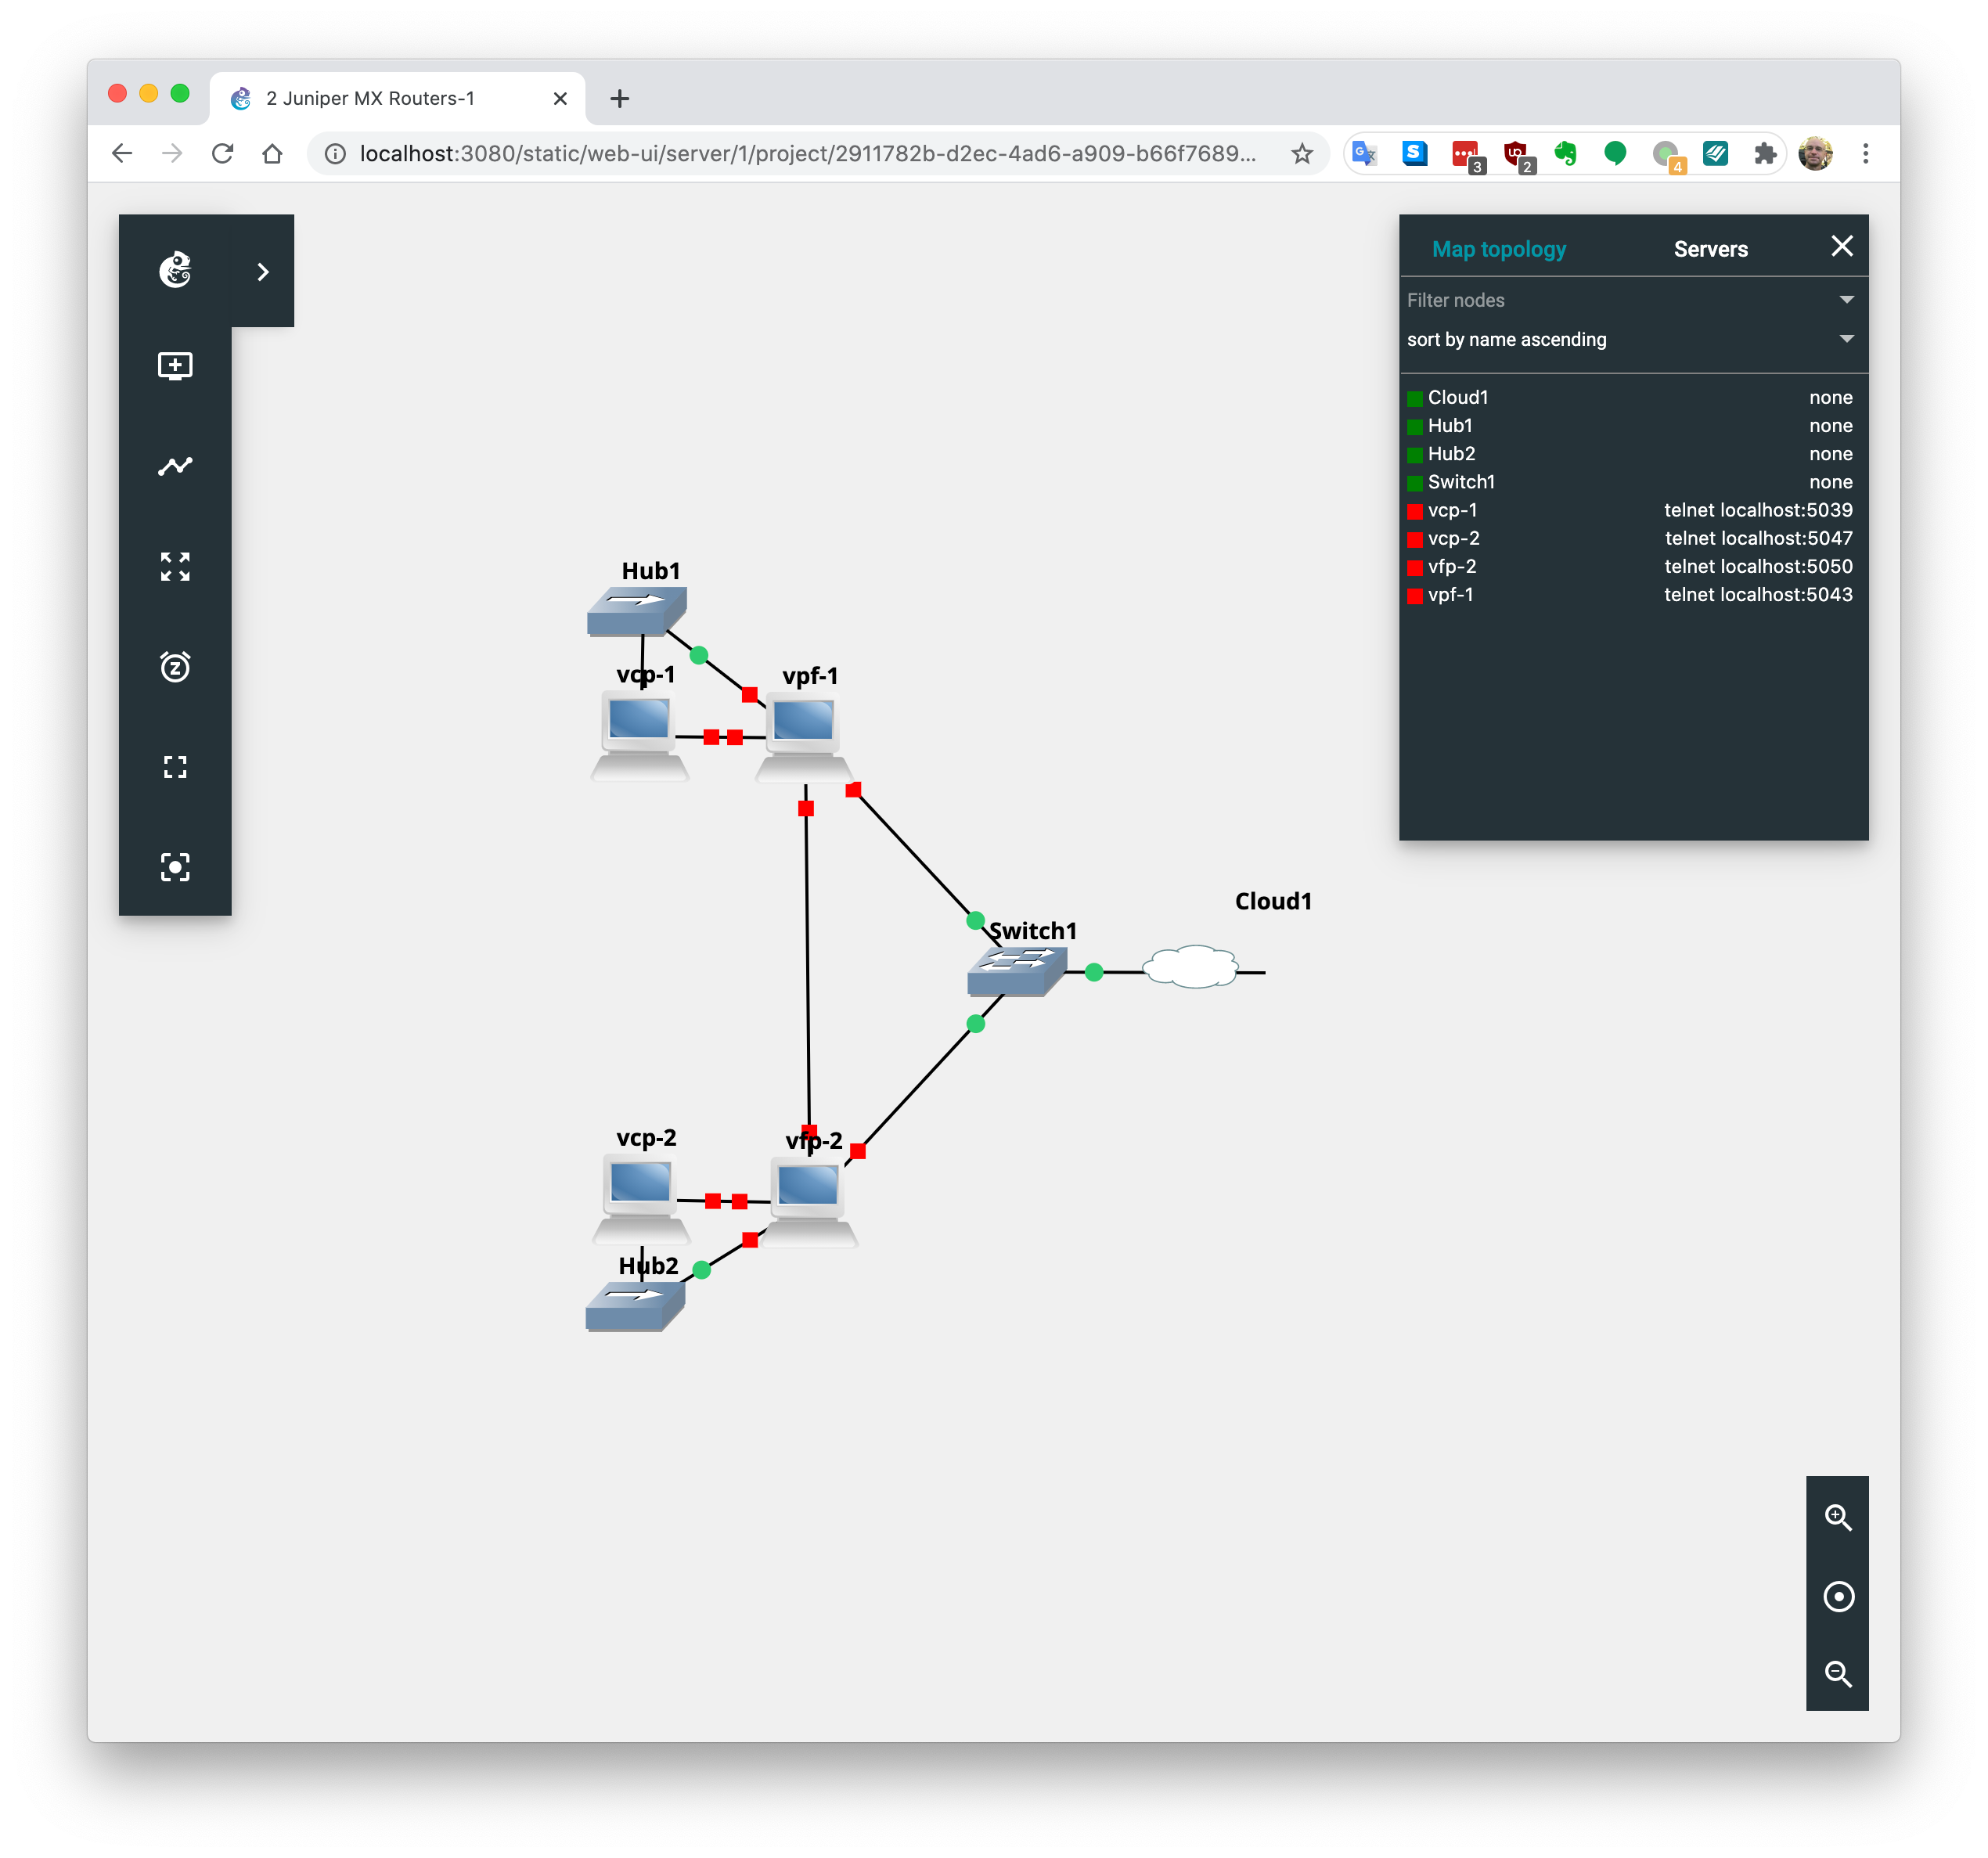 2 Juniper MX Routers-1
localhost:3080/static/web-ui/server/1/project/2911782b-d2ec-4ad6-a909-b66f7689...
3
2
4
Map topology Servers
Filter nodes
sort by name ascending
Cloud1 none
Hub1 none
Hub2 none
Switch1 none
vcp-1 telnet localhost:5039
vcp-2 telnet localhost:5047
vfp-2 telnet localhost:5050
vpf-1 telnet localhost:5043
Hub1
vcp-1
vpf-1
Cloud1
Switch1
vcp-2
vfp-2
Hub2